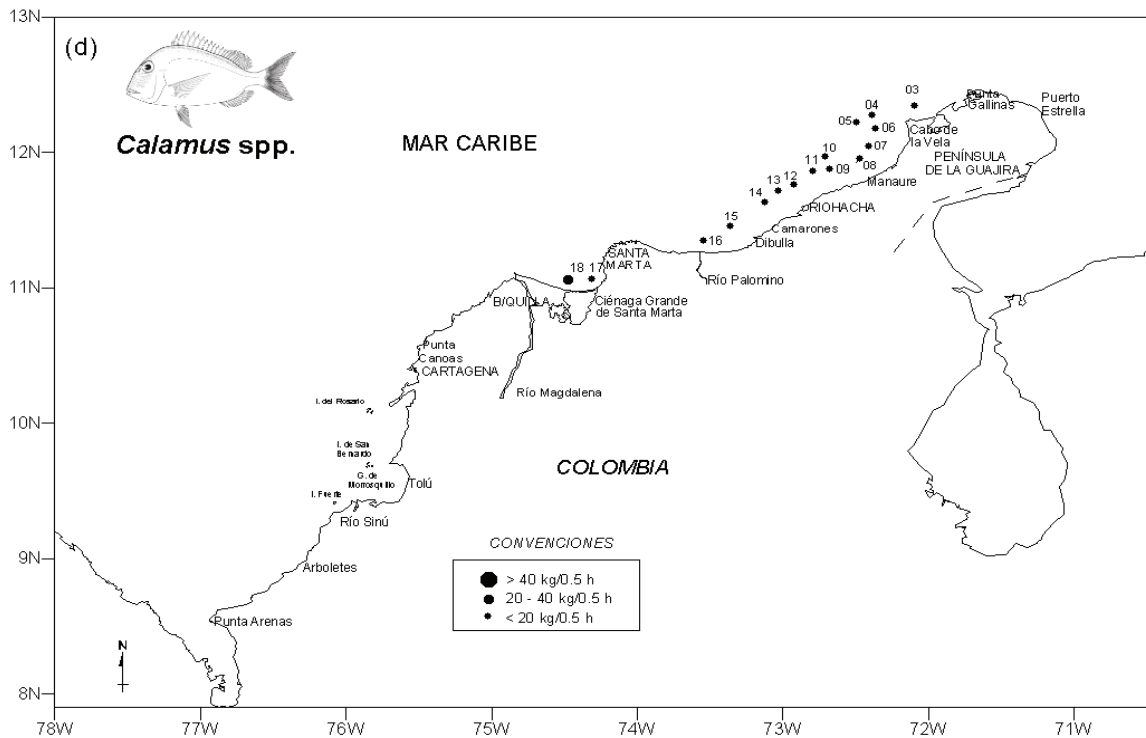 13N
(d)
Calamus spp.
MAR CARIBE
03
04
05
06
07
08
09
10
11
12
13
14
15
16
17
18
Punta
Gallinas
Puerto
Estrella
Cabo de
la Vela
12N
PENÍNSULA
DE LA GUAJIRA
Manaure
RIOHACHA
Camarones
Dibulla
SANTA
MARTA
Río Palomino
11N
B/QUILLA
Ciénaga Grande
de Santa Marta
Punta
Canoas
CARTAGENA
Río Magdalena
I. del Rosario
10N
I. de San
Bernardo
G. de
Morrosquillo
Tolú
COLOMBIA
I. Fuerte
Río Sinú
9N
Arboletes
CONVENCIONES
> 40 kg/0.5 h
20 - 40 kg/0.5 h
< 20 kg/0.5 h
Punta Arenas
N
8N
78W 77W 76W 75W 74W 73W 72W 71W